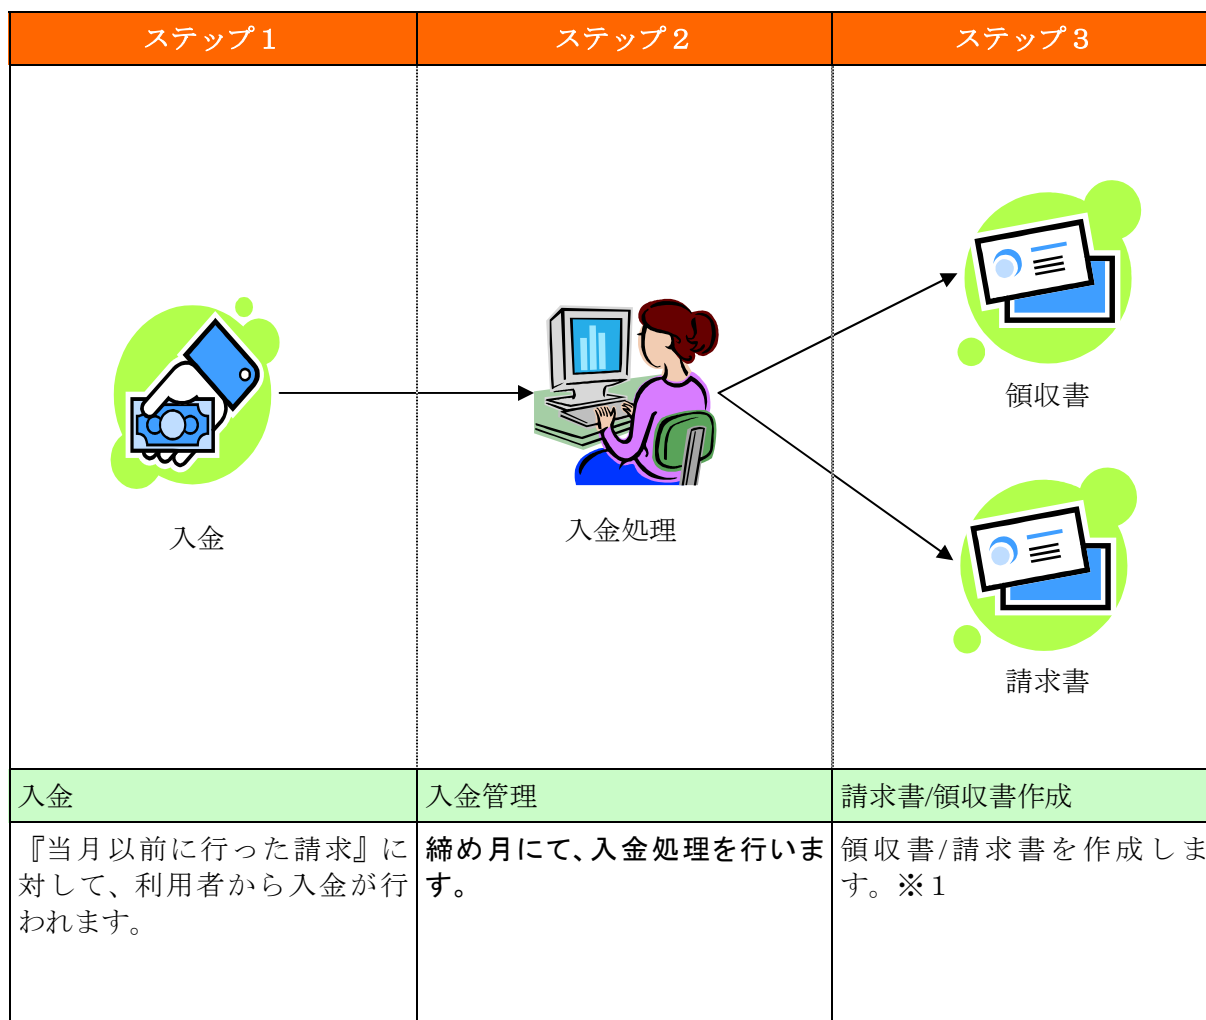 ステップ１
ステップ２
ステップ３
領収書
入金
入金処理
請求書
入金
入金管理
請求書/領収書作成
『当月以前に行った請求』に
対して、利用者から入金が行
われます。
締め月にて、入金処理を行いま
す。
領収書/請求書を作成しま
す。※１